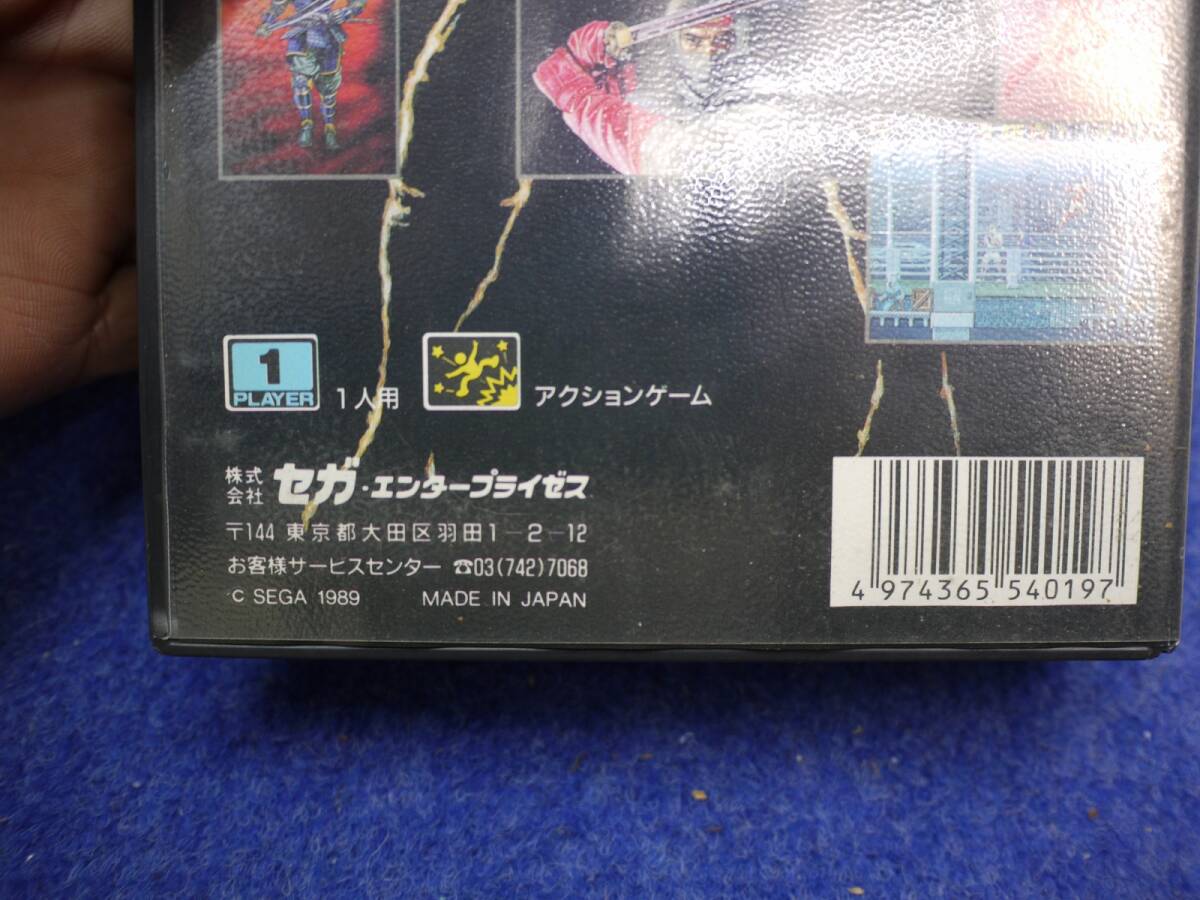 1
PLAYER
1人用
アクションゲーム
株式会社 セガ・エンタープライゼス
〒144 東京都大田区羽田1-2-12
お客様サービスセンター ☎03(742)7068
C SEGA 1989 MADE IN JAPAN
4 974365 540197